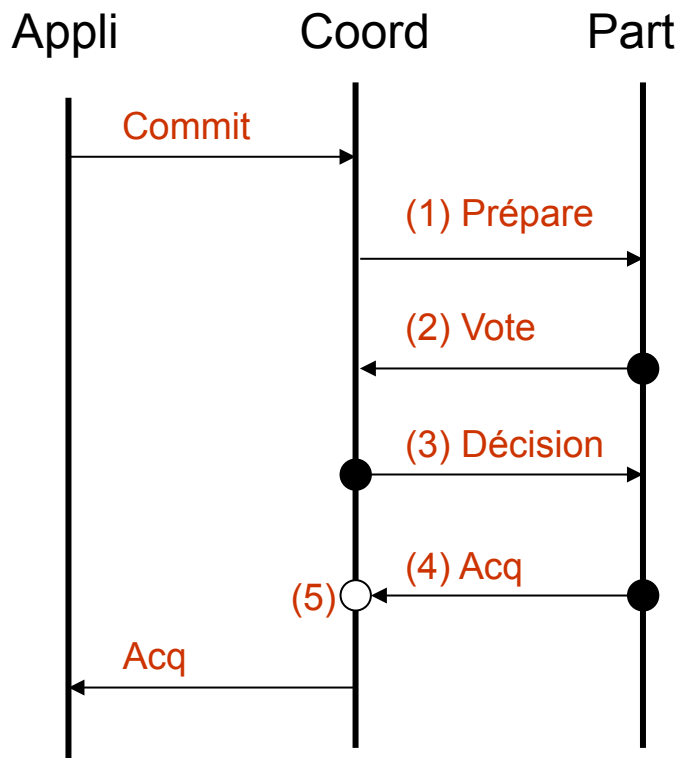 Appli Coord Part
Commit
(1) Prépare
(2) Vote
(3) Décision
(4) Acq
(5)
Acq